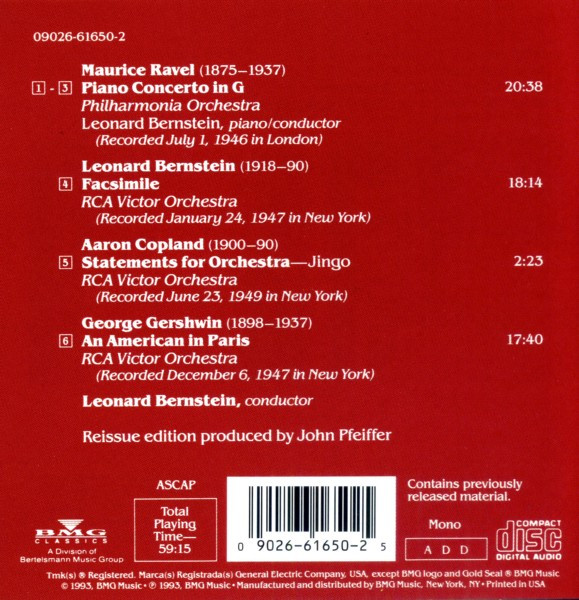 09026-61650-2
Maurice Ravel (1875-1937)
1 - 3 Piano Concerto in G 20:38
Philharmonia Orchestra
Leonard Bernstein, piano/conductor
(Recorded July 1, 1946 in London)
Leonard Bernstein (1918-90)
4 Facsimile 18:14
RCA Victor Orchestra
(Recorded January 24, 1947 in New York)
Aaron Copland (1900-90)
5 Statements for Orchestra—Jingo 2:23
RCA Victor Orchestra
(Recorded June 23, 1949 in New York)
George Gershwin (1898-1937)
6 An American in Paris 17:40
RCA Victor Orchestra
(Recorded December 6, 1947 in New York)
Leonard Bernstein, conductor
Reissue edition produced by John Pfeiffer
BMG
CLASSICS
A Division of
Bertelsmann Music Group
ASCAP
Total
Playing
Time—
59:15
0 9026-61650-2 5
Contains previously
released material.
Mono
A D D
COMPACT
disc
DIGITAL AUDIO
Tmk(s) ® Registered. Marca(s) Registrada(s) General Electric Company, USA, except BMG logo and Gold Seal ® BMG Music
© 1993, BMG Music • ℗ 1993, BMG Music • Manufactured and distributed by BMG Music, New York, NY • Printed in USA